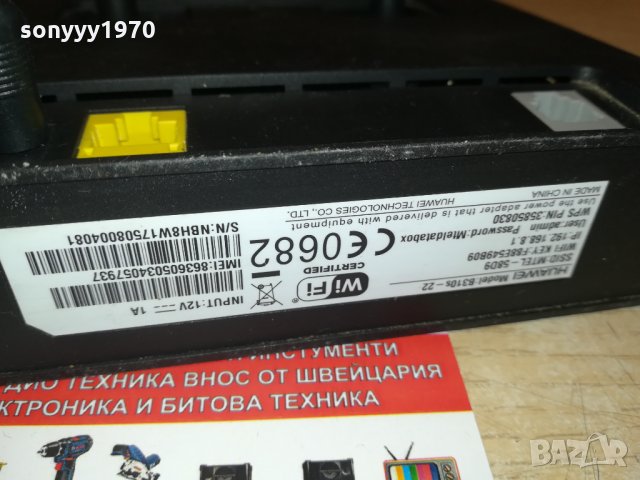 sonyyy1970
HUAWEI Model:B310s-22
SSID:MTEL-58D9
WIFI KEY:F88E549B09
IP:192.168.8.1
User:admin Password:Mteldatabox
WPS PIN:35850830
Use the power adapter that is delivered with equipment
MADE IN CHINA
HUAWEI TECHNOLOGIES CO., LTD.
Wi Fi
CERTIFIED
CE0682
INPUT:12V 1A
IMEI:863605034057937
S/N:NBH8W17508004081
ИНСТУМЕНТИ
ДИО ТЕХНИКА ВНОС ОТ ШВЕЙЦАРИЯ
КТРОНИКА И БИТОВА ТЕХНИКА
BAZAR